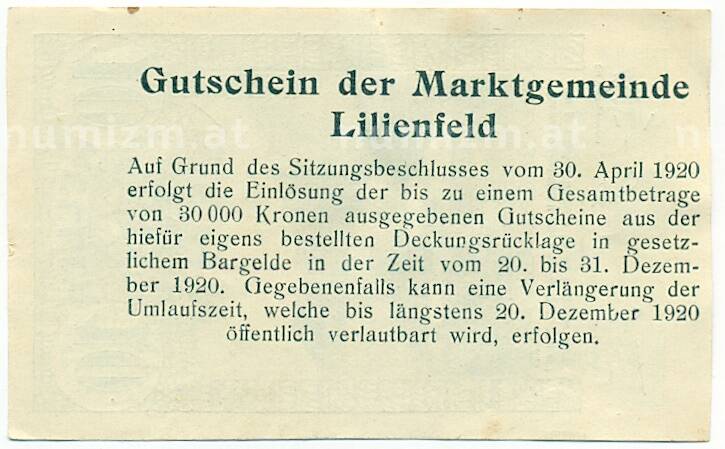 Gutschein der Marktgemeinde
Lilienfeld
numizm.at
Auf Grund des Sitzungsbeschlusses vom 30. April 1920
erfolgt die Einlösung der bis zu einem Gesamtbetrage
von 30 000 Kronen ausgegebenen Gutscheine aus der
hiefür eigens bestellten Deckungsrücklage in gesetz-
lichem Bargelde in der Zeit vom 20. bis 31. Dezem-
ber 1920. Gegebenenfalls kann eine Verlängerung der
Umlaufszeit, welche bis längstens 20. Dezember 1920
öffentlich verlautbart wird, erfolgen.